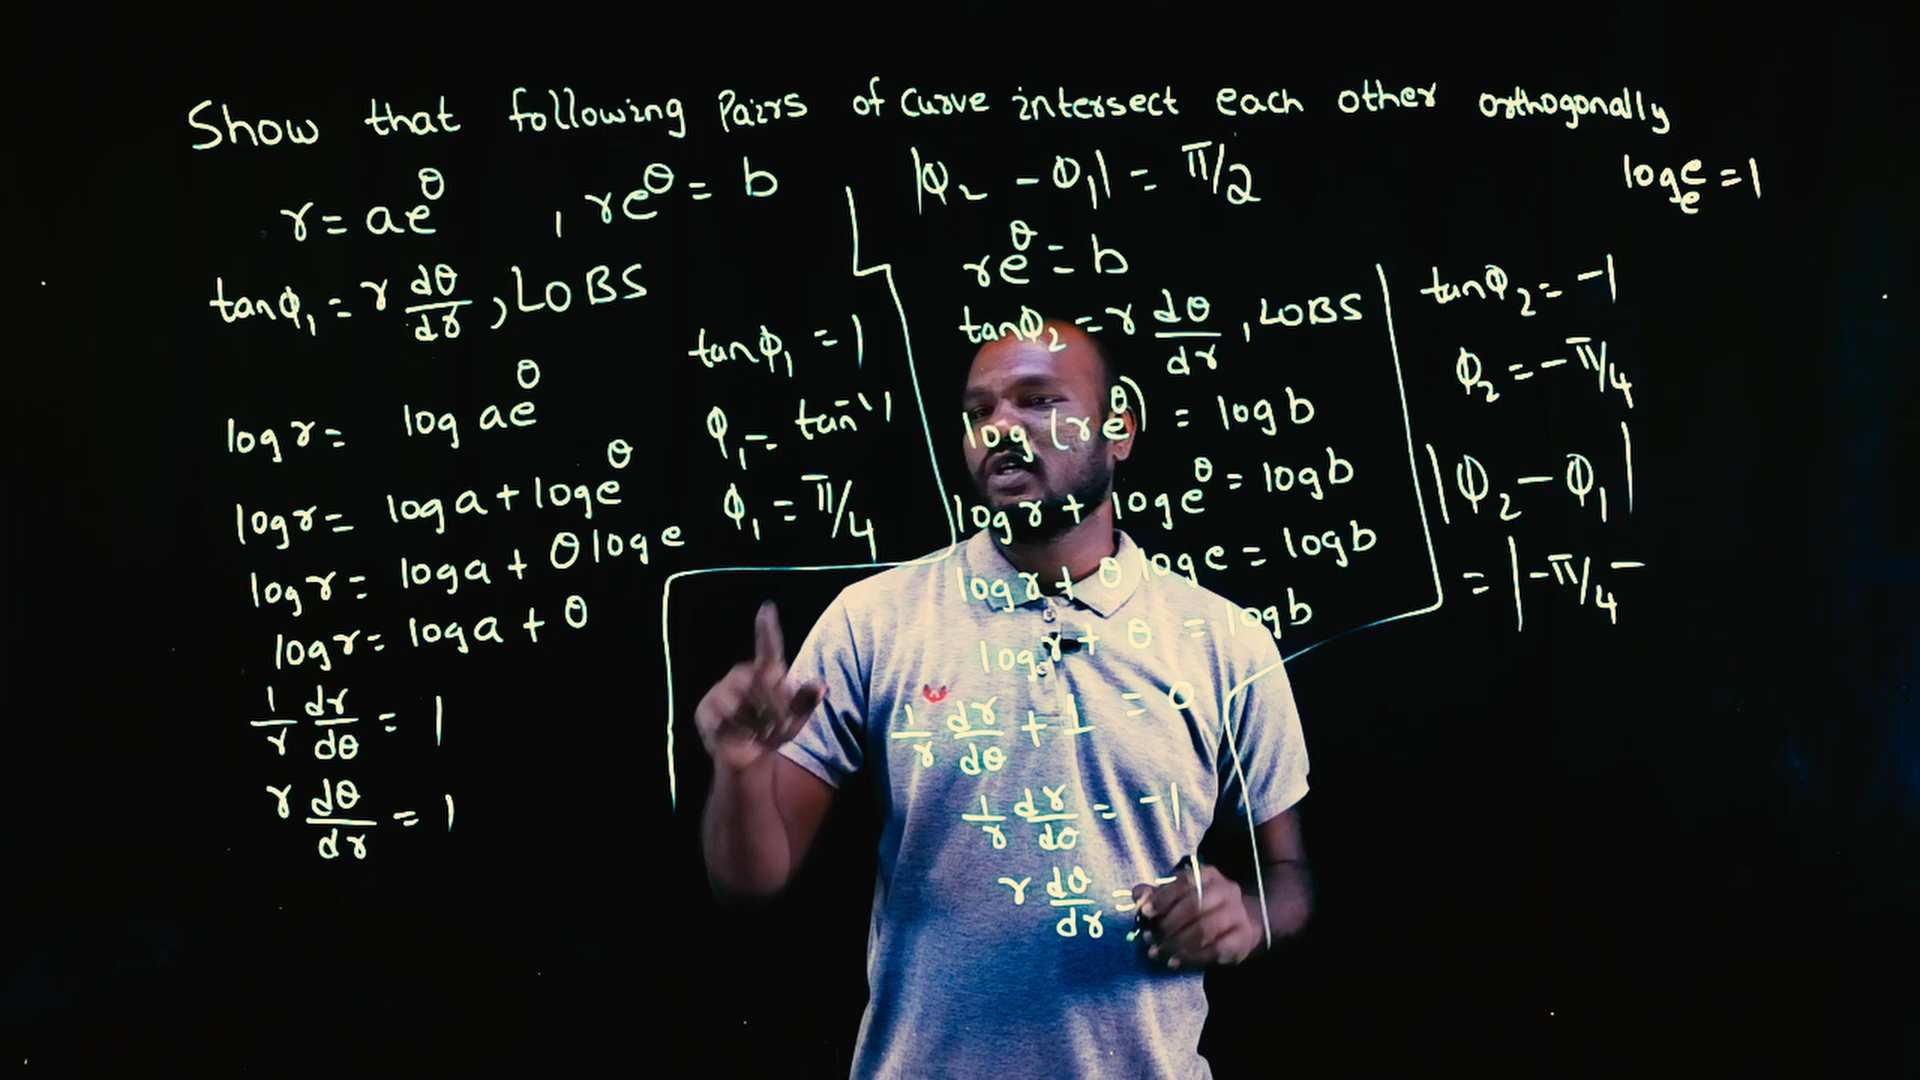 Show that following Pairs of Curve intersect each other orthogonally
r = ae^θ , re^θ = b
tanϕ₁ = r dθ/dr , LOBS
log r = log ae^θ
log r = log a + log e^θ
log r = log a + θ log e
log r = log a + θ
1/r dr/dθ = 1
r dθ/dr = 1
tanϕ₁ = 1
ϕ₁ = tan⁻¹1
ϕ₁ = π/4
|ϕ₂ - ϕ₁| = π/2
re^θ = b
tanϕ₂ = r dθ/dr , LOBS
log (re^θ) = log b
log r + log e^θ = log b
log r + θ log e = log b
log r + θ = log b
1/r dr/dθ + 1 = 0
1/r dr/dθ = -1
r dθ/dr = -1
logₑe = 1
tanϕ₂ = -1
ϕ₂ = -π/4
|ϕ₂ - ϕ₁|
= |-π/4 -